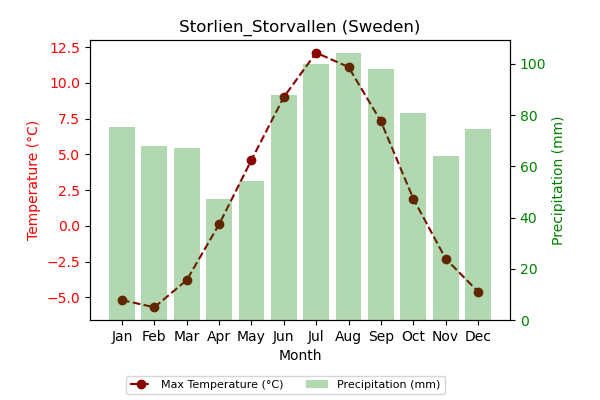 Storlien_Storvallen (Sweden)
Temperature (°C)
12.5
10.0
7.5
5.0
2.5
0.0
−2.5
−5.0
100
80
60
40
20
0
Precipitation (mm)
Jan Feb Mar Apr May Jun Jul Aug Sep Oct Nov Dec
Month
Max Temperature (°C) Precipitation (mm)